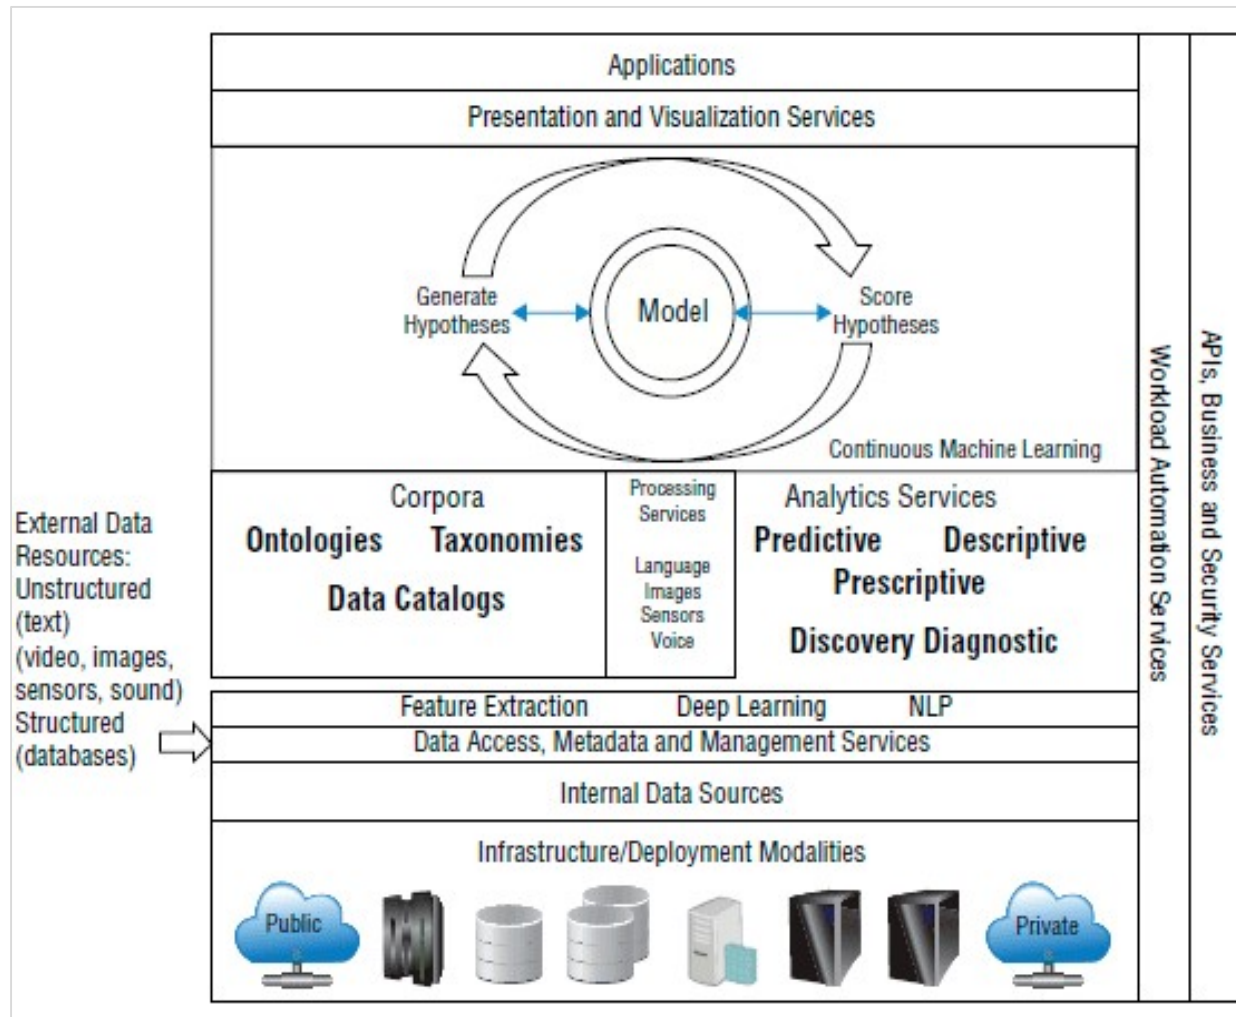 Applications
Presentation and Visualization Services
Generate
Hypotheses
Model
Score
Hypotheses
Continuous Machine Learning
Corpora
Ontologies Taxonomies
Data Catalogs
Processing
Services
Language
Images
Sensors
Voice
Analytics Services
Predictive Descriptive
Prescriptive
Discovery Diagnostic
External Data
Resources:
Unstructured
(text)
(video, images,
sensors, sound)
Structured
(databases)
Feature Extraction Deep Learning NLP
Data Access, Metadata and Management Services
Internal Data Sources
Infrastructure/Deployment Modalities
Public
Private
Workload Automation Services
APIs, Business and Security Services